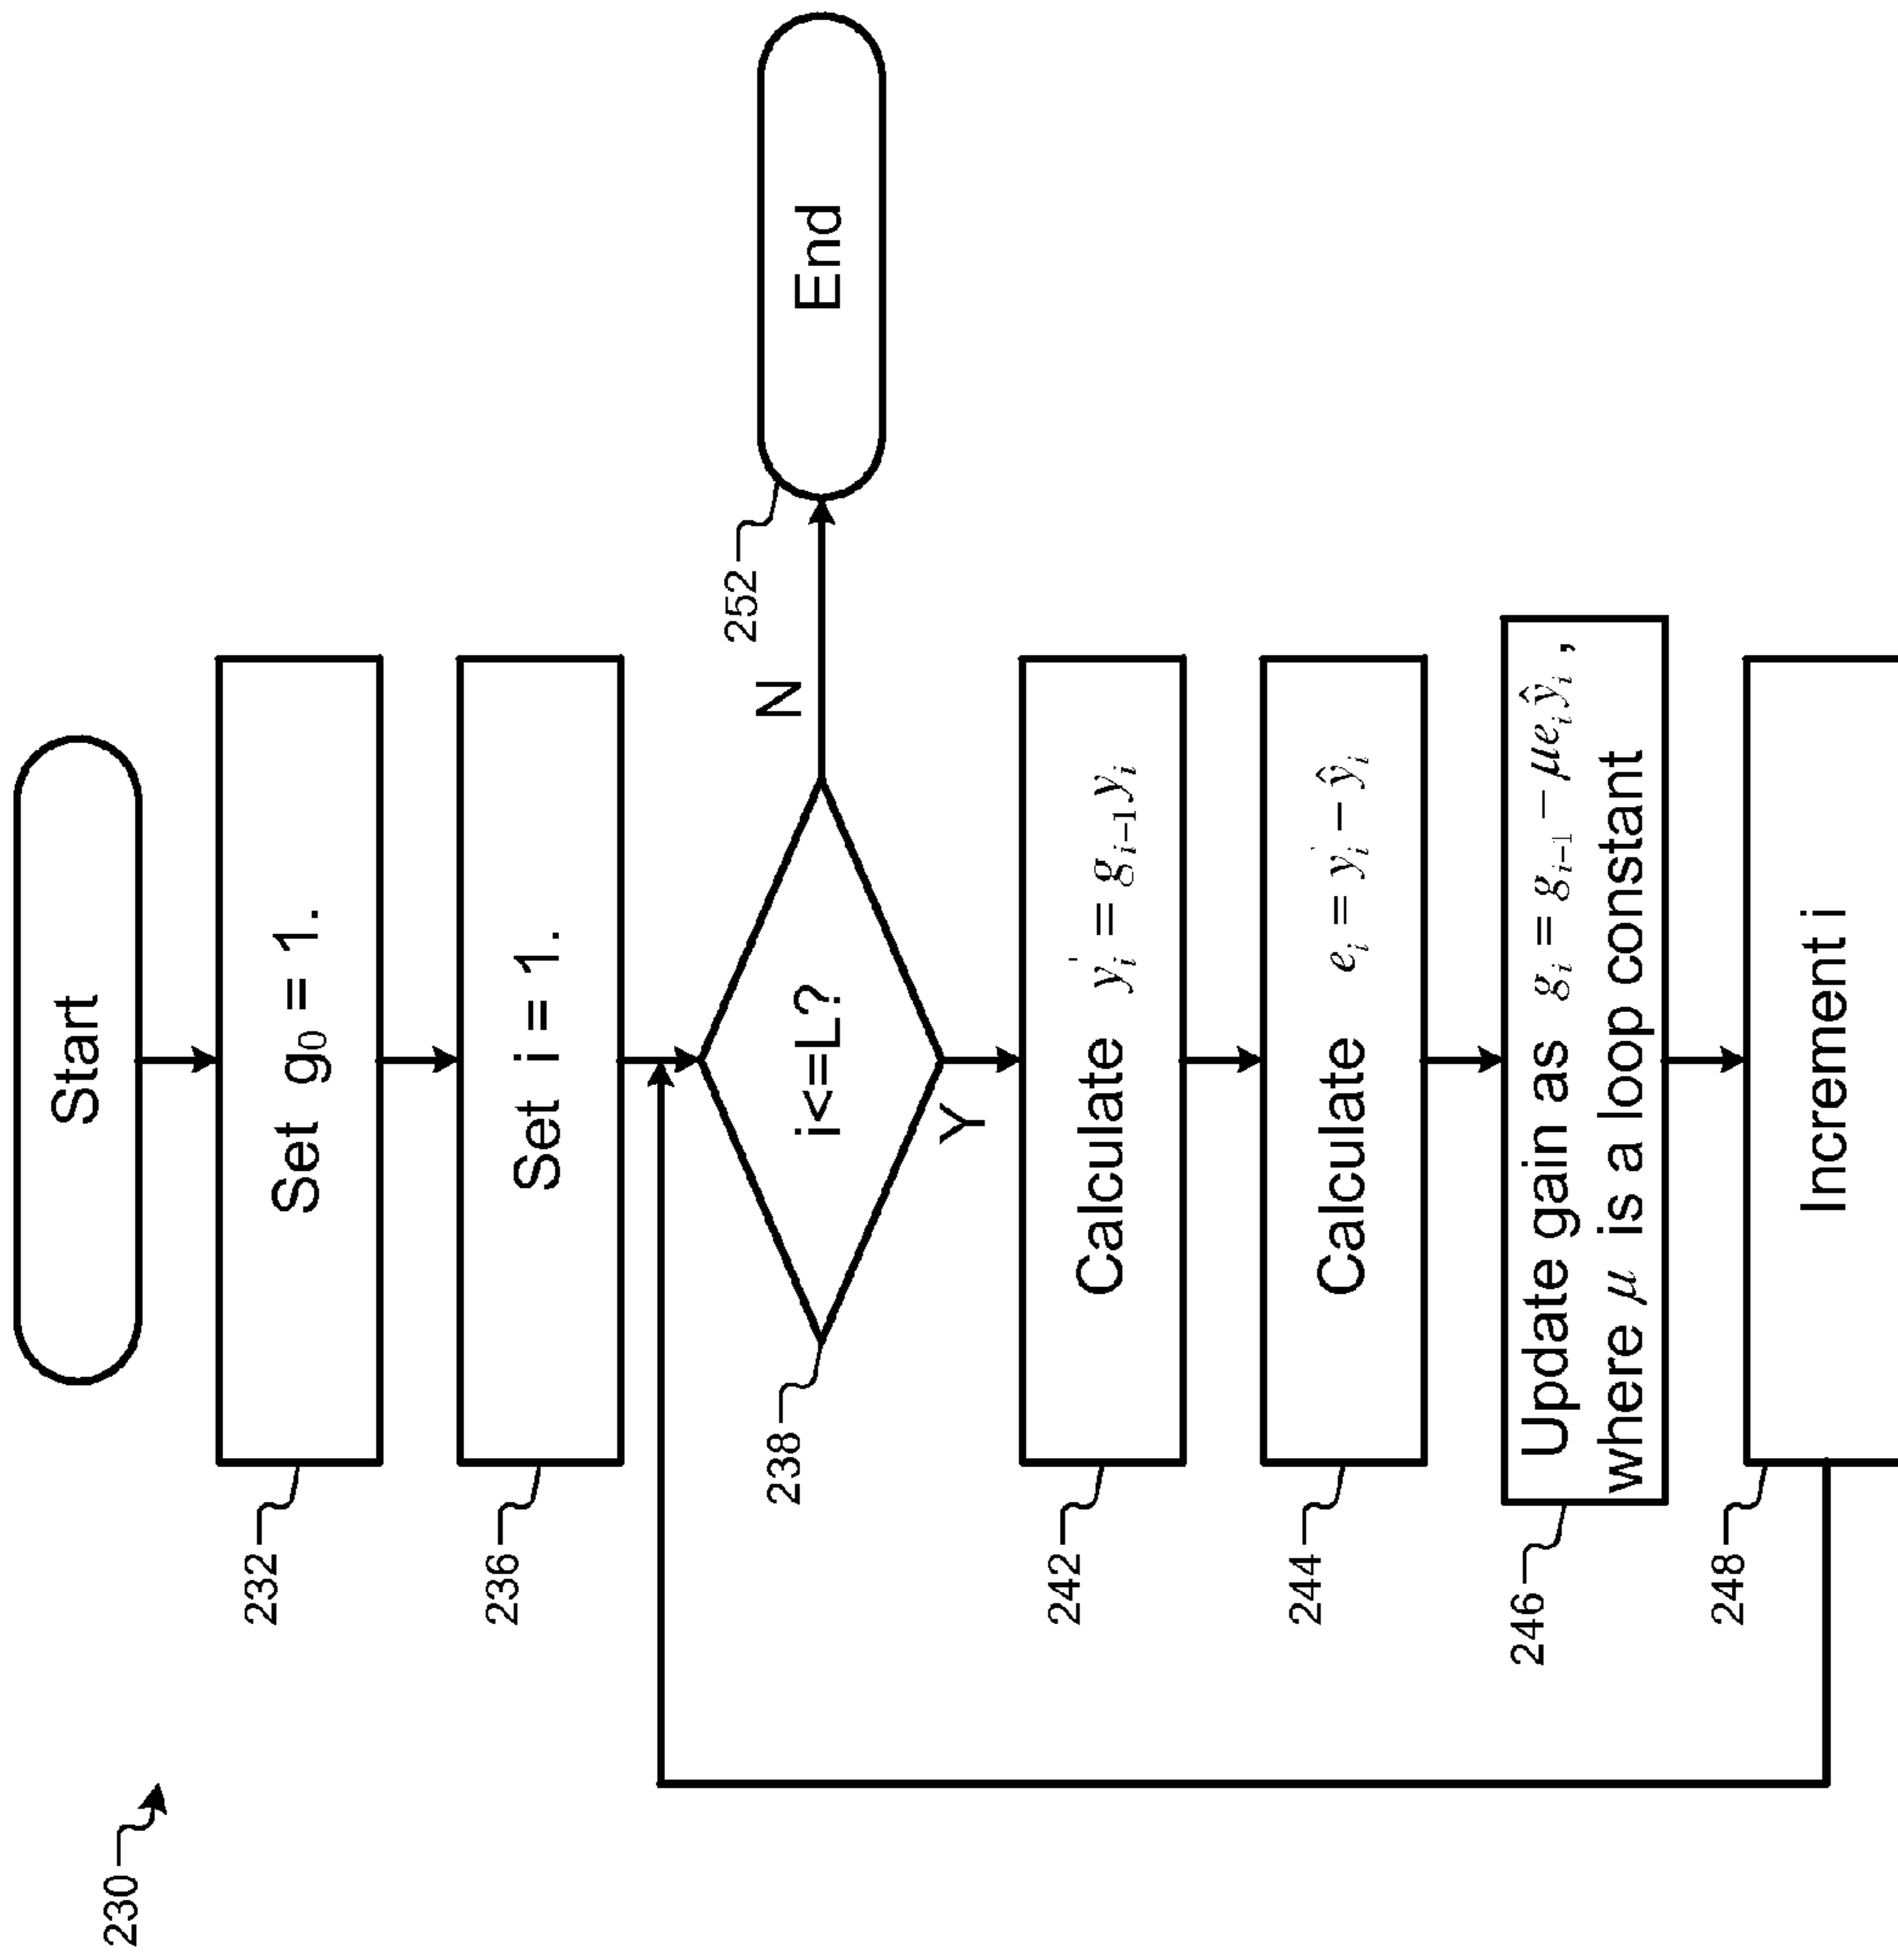 230
Start
232
Set g₀ = 1.
236
Set i = 1.
238
i<=L?
N
252
End
Y
242
Calculate y'ᵢ = gᵢ₋₁yᵢ
244
Calculate eᵢ = y'ᵢ − ŷᵢ
246
Update gain as gᵢ = gᵢ₋₁ − μeᵢŷᵢ ,
where μ is a loop constant
248
Increment i